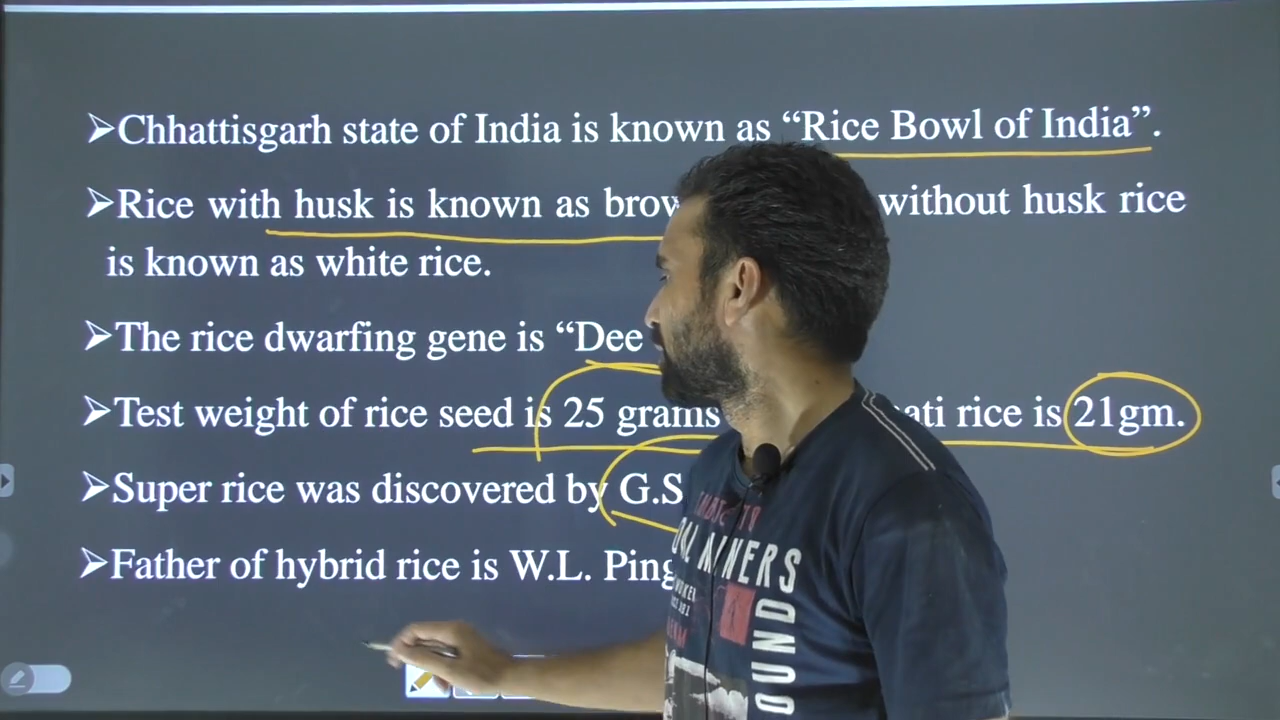 ➢Chhattisgarh state of India is known as “Rice Bowl of India”.
➢Rice with husk is known as without husk rice
is known as white rice.
➢The rice dwarfing gene is “Dee
➢Test weight of rice seed is 25 grams rice is 21gm.
➢Super rice was discovered by G.S
➢Father of hybrid rice is W.L. Ping
MINERS